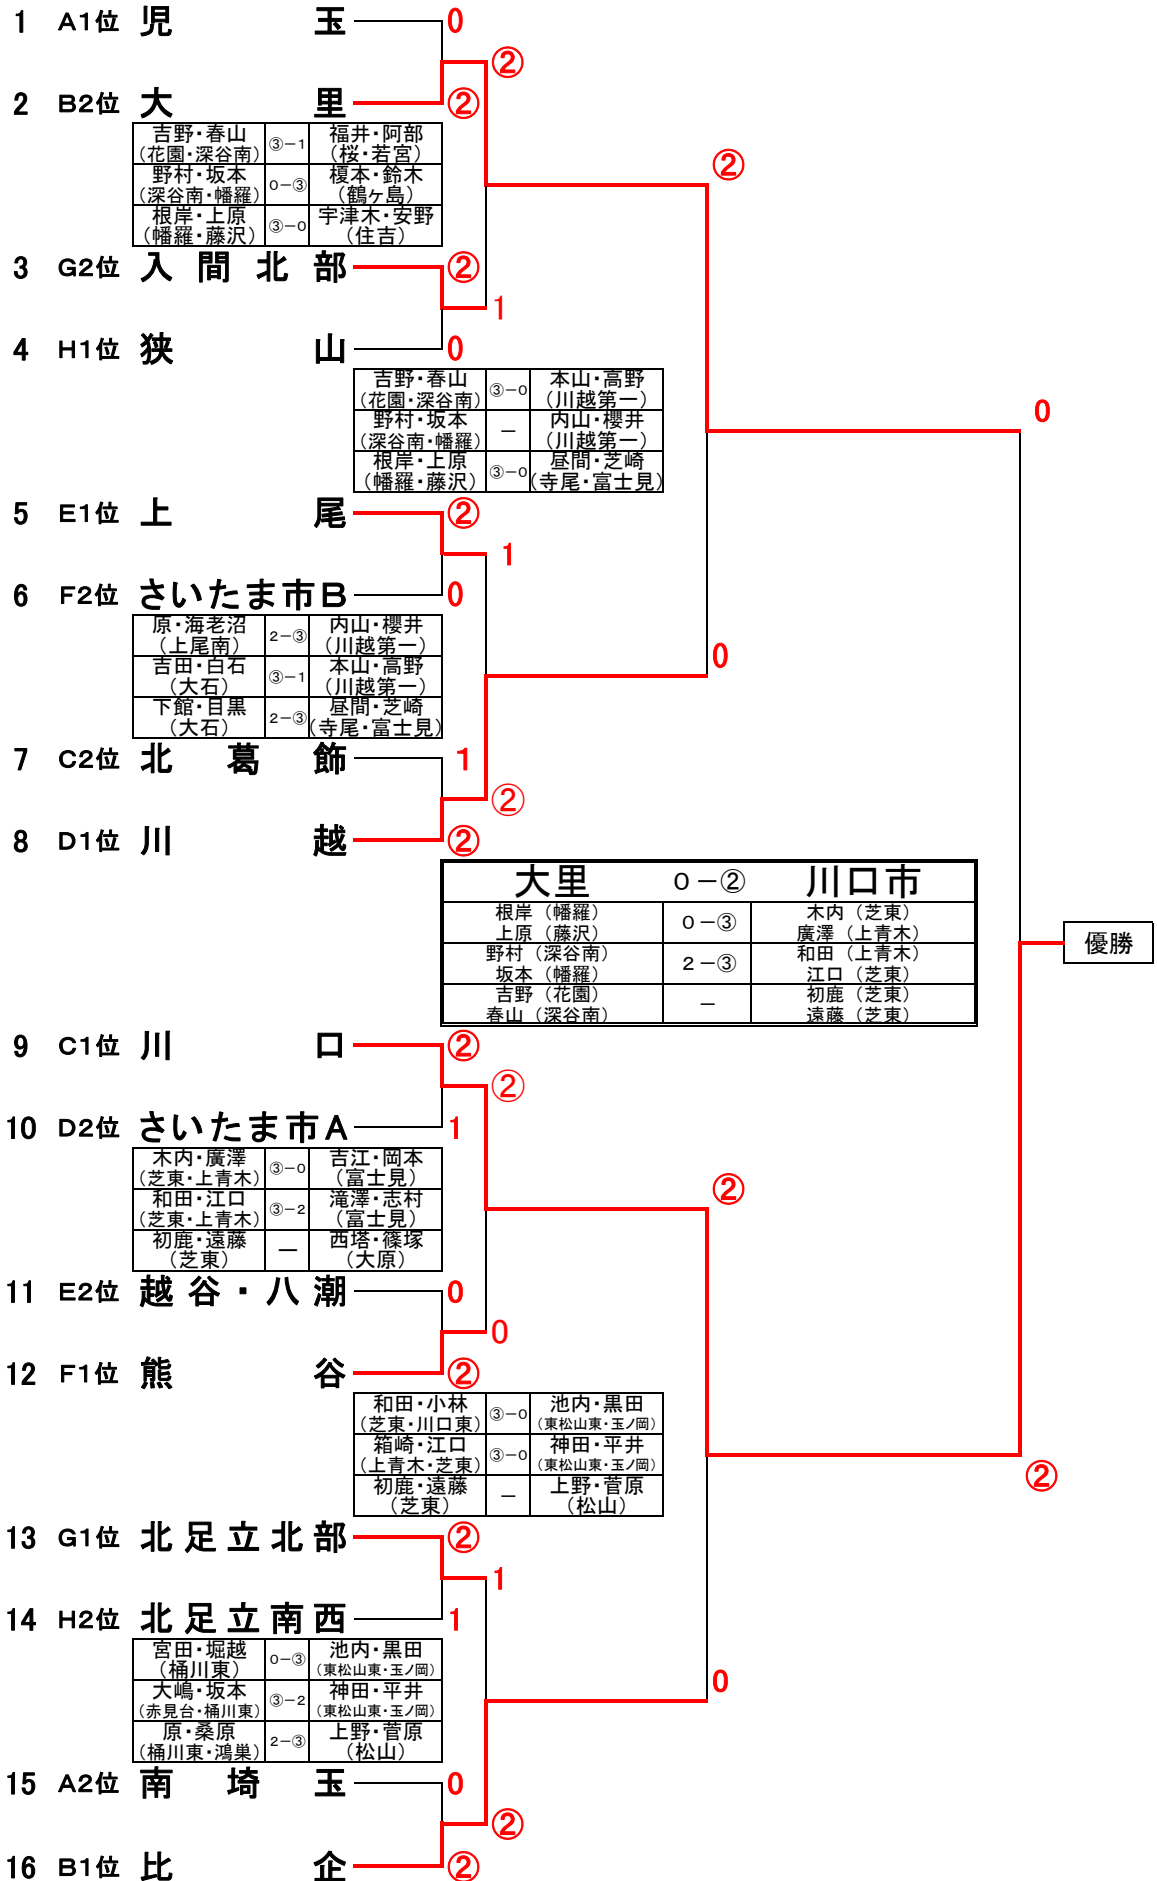 1 A1位 児玉 0
②
2 B2位 大里 ②
吉野・春山 ③－1 福井・阿部
（花園・深谷南） （桜・若宮）
野村・坂本 0－③ 榎本・鈴木
（深谷南・幡羅） （鶴ヶ島）
根岸・上原 ③－0 宇津木・安野
（幡羅・藤沢） （住吉）
②
3 G2位 入間北部 ②
1
4 H1位 狭山 0
吉野・春山 ③－0 本山・高野
（花園・深谷南） （川越第一）
野村・坂本 － 内山・櫻井
（深谷南・幡羅） （川越第一）
根岸・上原 ③－0 昼間・芝崎
（幡羅・藤沢） （寺尾・富士見）
0
5 E1位 上尾 ②
1
6 F2位 さいたま市B 0
原・海老沼 2－③ 内山・櫻井
（上尾南） （川越第一）
吉田・白石 ③－1 本山・高野
（大石） （川越第一）
下館・目黒 2－③ 昼間・芝崎
（大石） （寺尾・富士見）
0
7 C2位 北葛飾 1
②
8 D1位 川越 ②
大里 0－② 川口市
根岸（幡羅） 0－③ 木内（芝東）
上原（藤沢） 廣澤（上青木）
野村（深谷南） 2－③ 和田（上青木）
坂本（幡羅） 江口（芝東）
吉野（花園） － 初鹿（芝東）
春山（深谷南） 遠藤（芝東）
優勝
9 C1位 川口 ②
②
10 D2位 さいたま市A 1
木内・廣澤 ③－0 吉江・岡本
（芝東・上青木） （富士見）
和田・江口 ③－2 滝澤・志村
（芝東・上青木） （富士見）
初鹿・遠藤 － 西塔・篠塚
（芝東） （大原）
②
11 E2位 越谷・八潮 0
0
12 F1位 熊谷 ②
和田・小林 ③－0 池内・黒田
（芝東・川口東） （東松山東・玉ノ岡）
箱崎・江口 ③－0 神田・平井
（上青木・芝東） （東松山東・玉ノ岡）
初鹿・遠藤 － 上野・菅原
（芝東） （松山）
②
13 G1位 北足立北部 ②
1
14 H2位 北足立南西 1
宮田・堀越 0－③ 池内・黒田
（桶川東） （東松山東・玉ノ岡）
大嶋・坂本 ③－2 神田・平井
（赤見台・桶川東） （東松山東・玉ノ岡）
原・桑原 2－③ 上野・菅原
（桶川東・鴻巣） （松山）
0
15 A2位 南埼玉 0
②
16 B1位 比企 ②